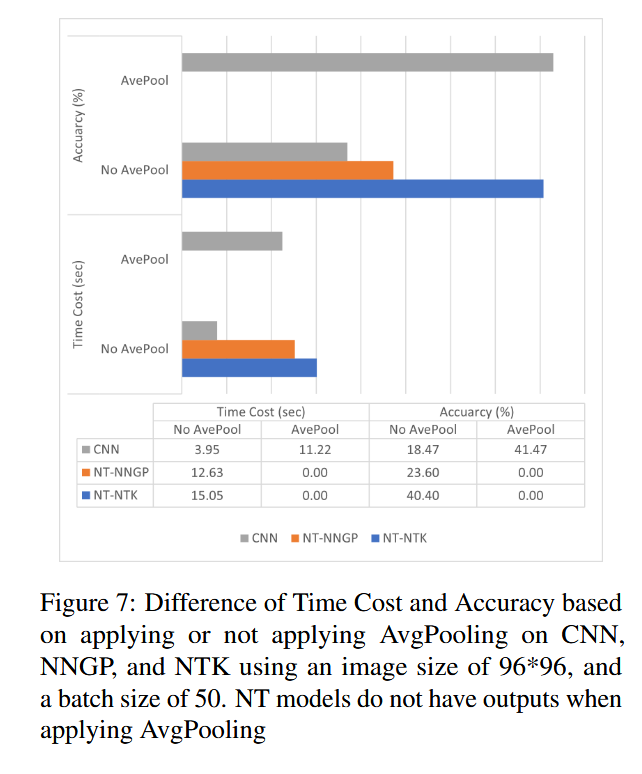 Accuarcy (%)
AvePool
No AvePool
Time Cost (sec)
AvePool
No AvePool
Time Cost (sec) Accuarcy (%)
No AvePool AvePool No AvePool AvePool
CNN 3.95 11.22 18.47 41.47
NT-NNGP 12.63 0.00 23.60 0.00
NT-NTK 15.05 0.00 40.40 0.00
CNN NT-NNGP NT-NTK
Figure 7: Difference of Time Cost and Accuracy based
on applying or not applying AvgPooling on CNN,
NNGP, and NTK using an image size of 96*96, and
a batch size of 50. NT models do not have outputs when
applying AvgPooling